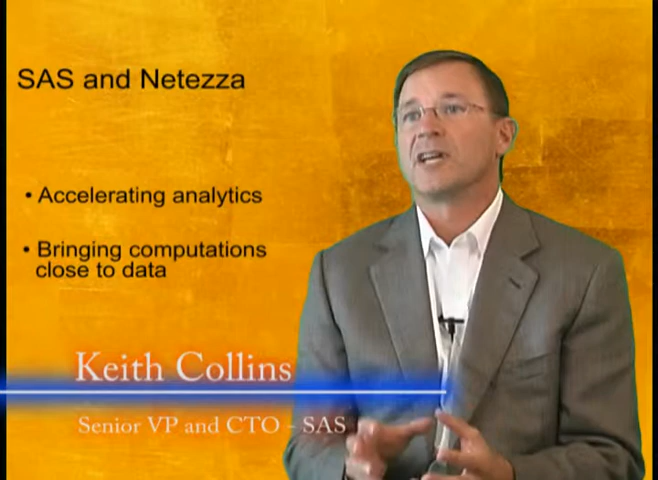 SAS and Netezza
• Accelerating analytics
• Bringing computations
close to data
Keith Collins
Senior VP and CTO - SAS